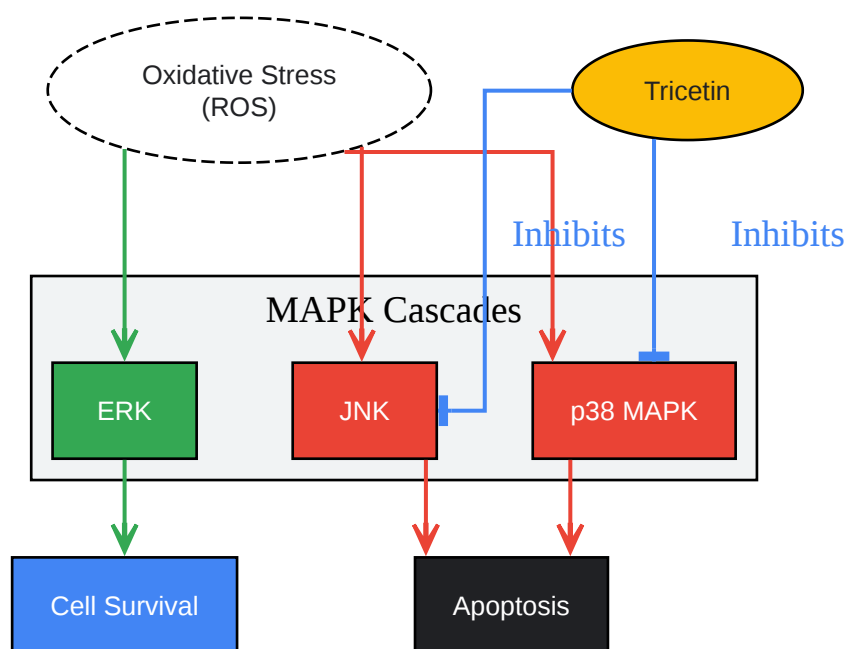 Oxidative Stress
(ROS)
Tricetin
Inhibits
Inhibits
MAPK Cascades
ERK
JNK
p38 MAPK
Cell Survival
Apoptosis